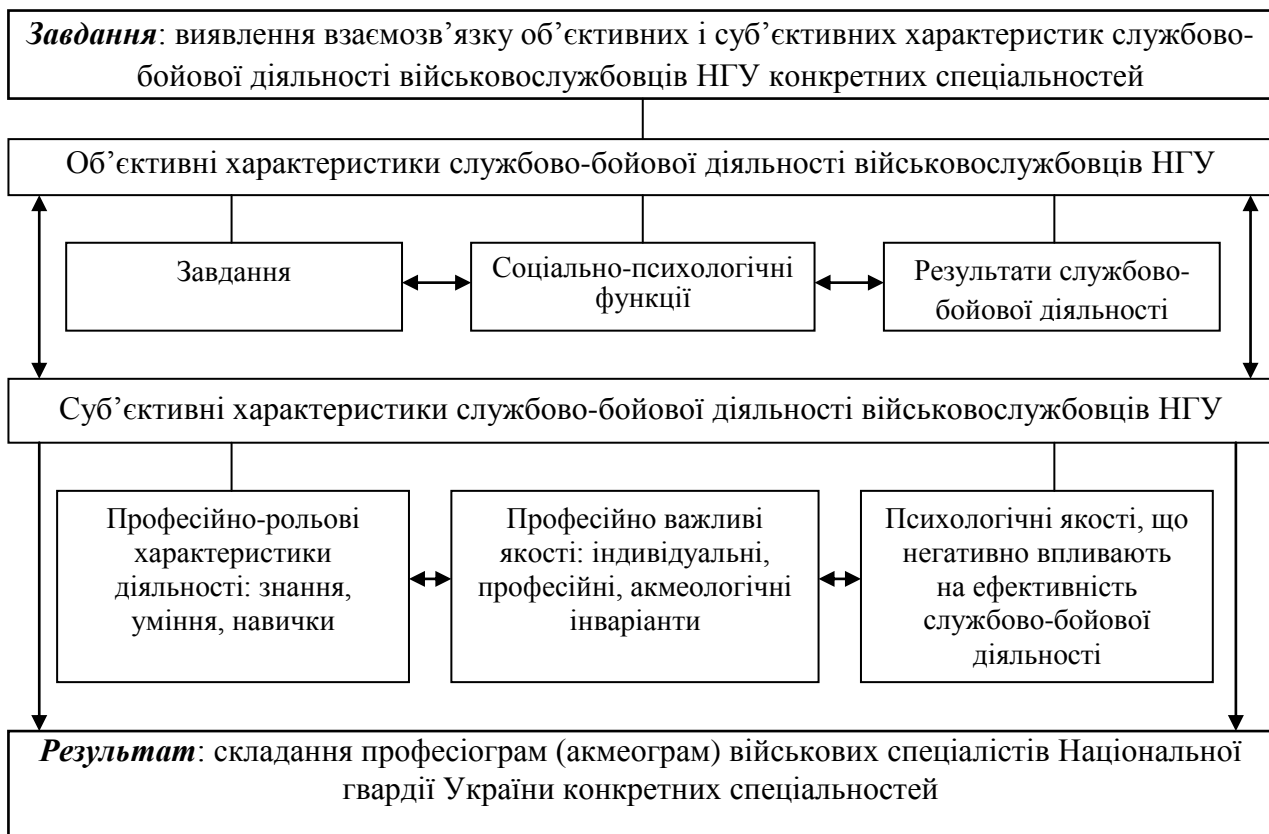 Завдання: виявлення взаємозв’язку об’єктивних і суб’єктивних характеристик службово-
бойової діяльності військовослужбовців НГУ конкретних спеціальностей
Об’єктивні характеристики службово-бойової діяльності військовослужбовців НГУ
Завдання
Соціально-психологічні
функції
Результати службово-
бойової діяльності
Суб’єктивні характеристики службово-бойової діяльності військовослужбовців НГУ
Професійно-рольові
характеристики
діяльності: знання,
уміння, навички
Професійно важливі
якості: індивідуальні,
професійні, акмеологічні
інваріанти
Психологічні якості, що
негативно впливають
на ефективність
службово-бойової
діяльності
Результат: складання професіограм (акмеограм) військових спеціалістів Національної
гвардії України конкретних спеціальностей